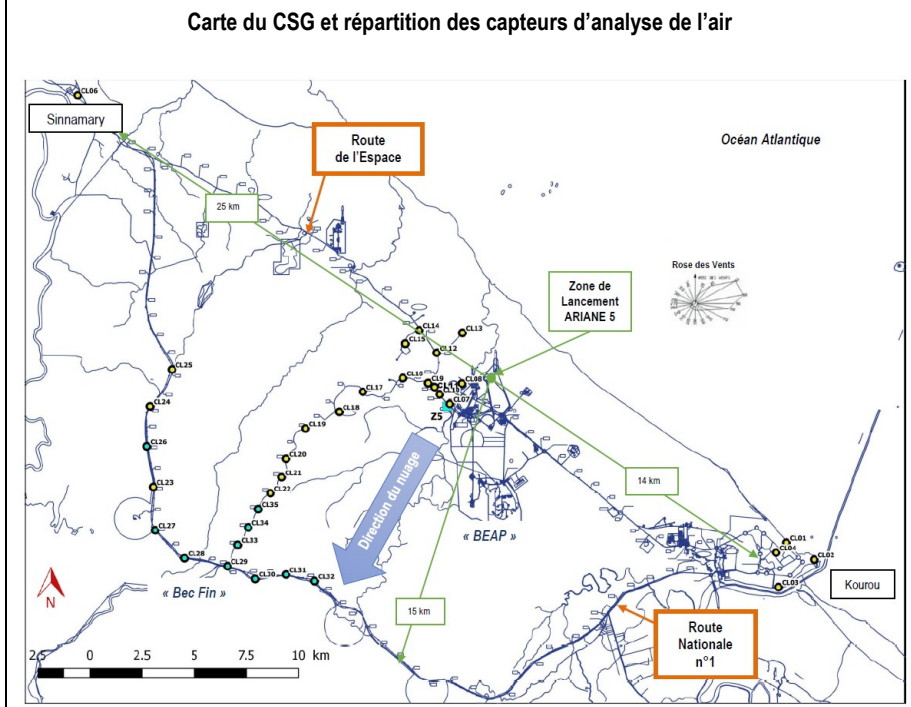 Carte du CSG et répartition des capteurs d'analyse de l'air
CL06
Sinnamary
Route
de l'Espace
Océan Atlantique
25 km
Rose des Vents
Zone de
Lancement
ARIANE 5
CL14
CL13
CL15
CL12
CL25
CL10
CL9
CL08
CL17
CL07
Z5
CL24
CL18
CL19
CL26
CL20
CL21
CL23
CL22
14 km
CL35
Direction du nuage
CL34
CL27
« BEAP »
CL33
CL01
CL04
CL02
CL28
CL29
CL31
CL30
CL32
CL03
Kourou
« Bec Fin »
N
15 km
Route
Nationale
n°1
2.5 0 2.5 5 7.5 10 km